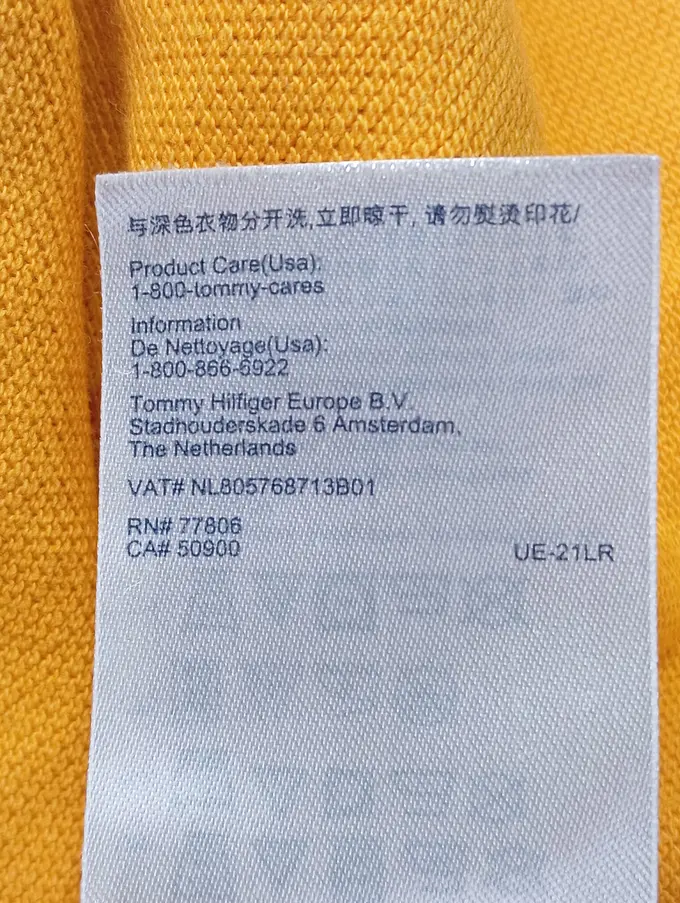 与深色衣物分开洗,立即晾干,请勿熨烫印花/
Product Care(Usa):
1-800-tommy-cares
Information
De Nettoyage(Usa):
1-800-866-6922
Tommy Hilfiger Europe B.V.
Stadhouderskade 6 Amsterdam,
The Netherlands
VAT# NL805768713B01
RN# 77806
CA# 50900
UE-21LR